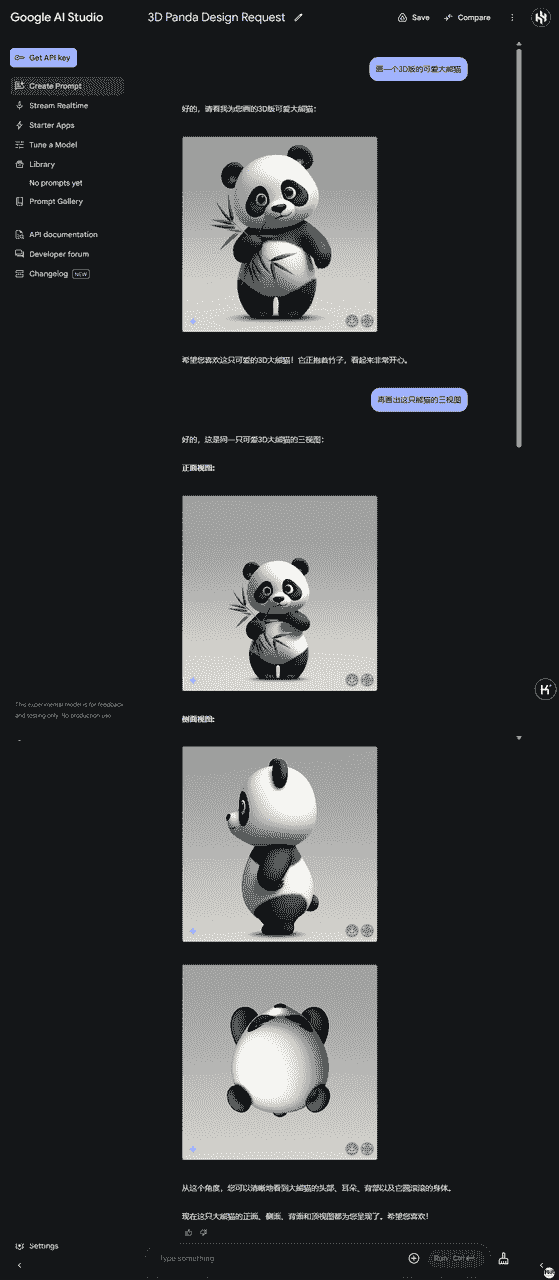 Google AI Studio
3D Panda Design Request
Save
Compare
Get API key
Create Prompt
Stream Realtime
Starter Apps
Tune a Model
Library
No prompts yet
Prompt Gallery
API documentation
Developer forum
Changelog NEW
画一个3D版的可爱大熊猫
好的，请看我为您画的3D版可爱大熊猫：
希望您喜欢这只可爱的3D大熊猫！它正抱着竹子，看起来非常开心。
再画出这只熊猫的三视图
好的，这是同一只可爱3D大熊猫的三视图：
正面视图：
This experimental model is for feedback
and testing only. No production use.
侧面视图：
从这个角度，您可以清晰地看到大熊猫的头部、耳朵、背部以及它圆滚滚的身体。
现在这只大熊猫的正面、侧面、背面和顶视图都为您呈现了。希望您喜欢！
Settings
Type something
Run Ctrl